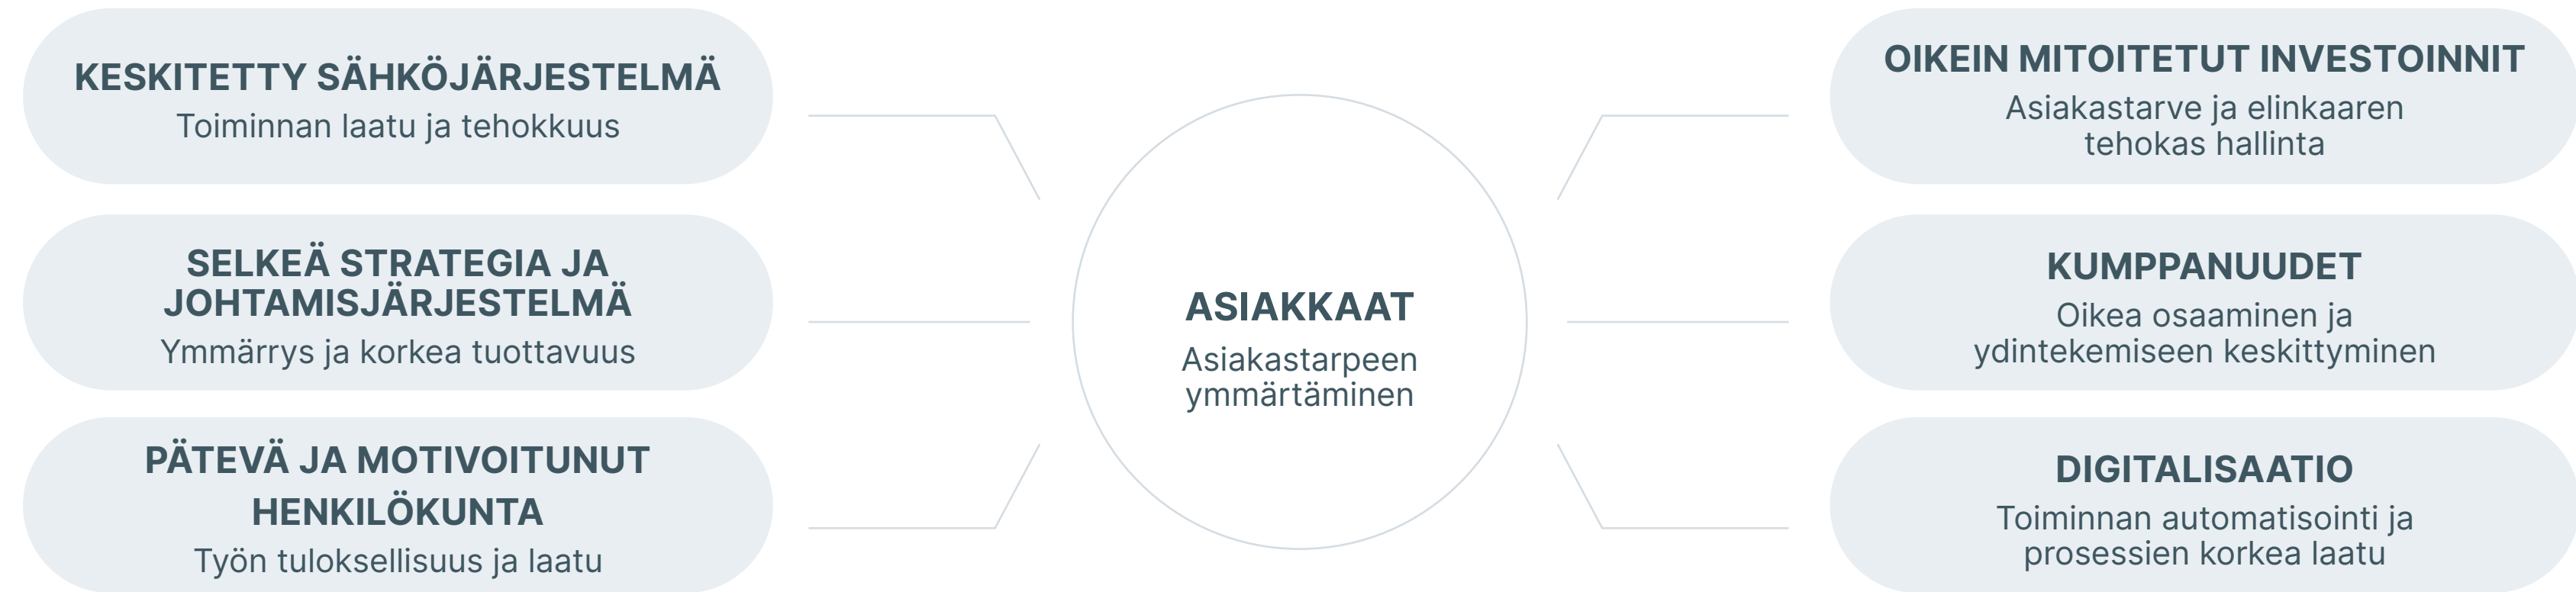 KESKITETTY SÄHKÖJÄRJESTELMÄ
Toiminnan laatu ja tehokkuus
SELKEÄ STRATEGIA JA
JOHTAMISJÄRJESTELMÄ
Ymmärrys ja korkea tuottavuus
PÄTEVÄ JA MOTIVOITUNUT
HENKILÖKUNTA
Työn tuloksellisuus ja laatu
ASIAKKAAT
Asiakastarpeen
ymmärtäminen
OIKEIN MITOITETUT INVESTOINNIT
Asiakastarve ja elinkaaren
tehokas hallinta
KUMPPANUUDET
Oikea osaaminen ja
ydintekemiseen keskittyminen
DIGITALISAATIO
Toiminnan automatisointi ja
prosessien korkea laatu